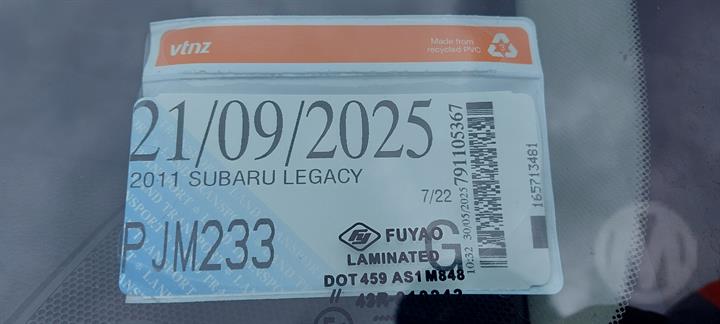 vtnz
Made from
recycled PVC
3
21/09/2025
2011 SUBARU LEGACY
7/22
PJM233
G
10:32 30/05/2025
791105367
165713481
FUYAO
LAMINATED
DOT 459 AS1 M848